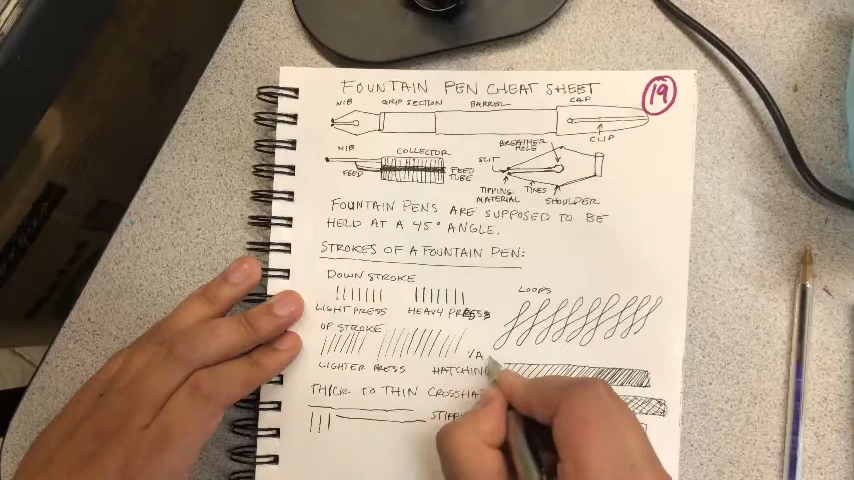 FOUNTAIN PEN CHEAT SHEET
19
NIB GRIP SECTION BARREL CAP
CLIP
NIB COLLECTOR
FEED
FEED TUBE
BREATHER HOLE
SLIT
TIPPING MATERIAL
TINES
SHOULDER
FOUNTAIN PENS ARE SUPPOSED TO BE
HELD AT A 45° ANGLE.
STROKES OF A FOUNTAIN PEN:
DOWN STROKE
LIGHT PRESS HEAVY PRESS
LOOPS
UP STROKE
LIGHTER PRESS
VA
HATCHING
THICK TO THIN CROSSHA